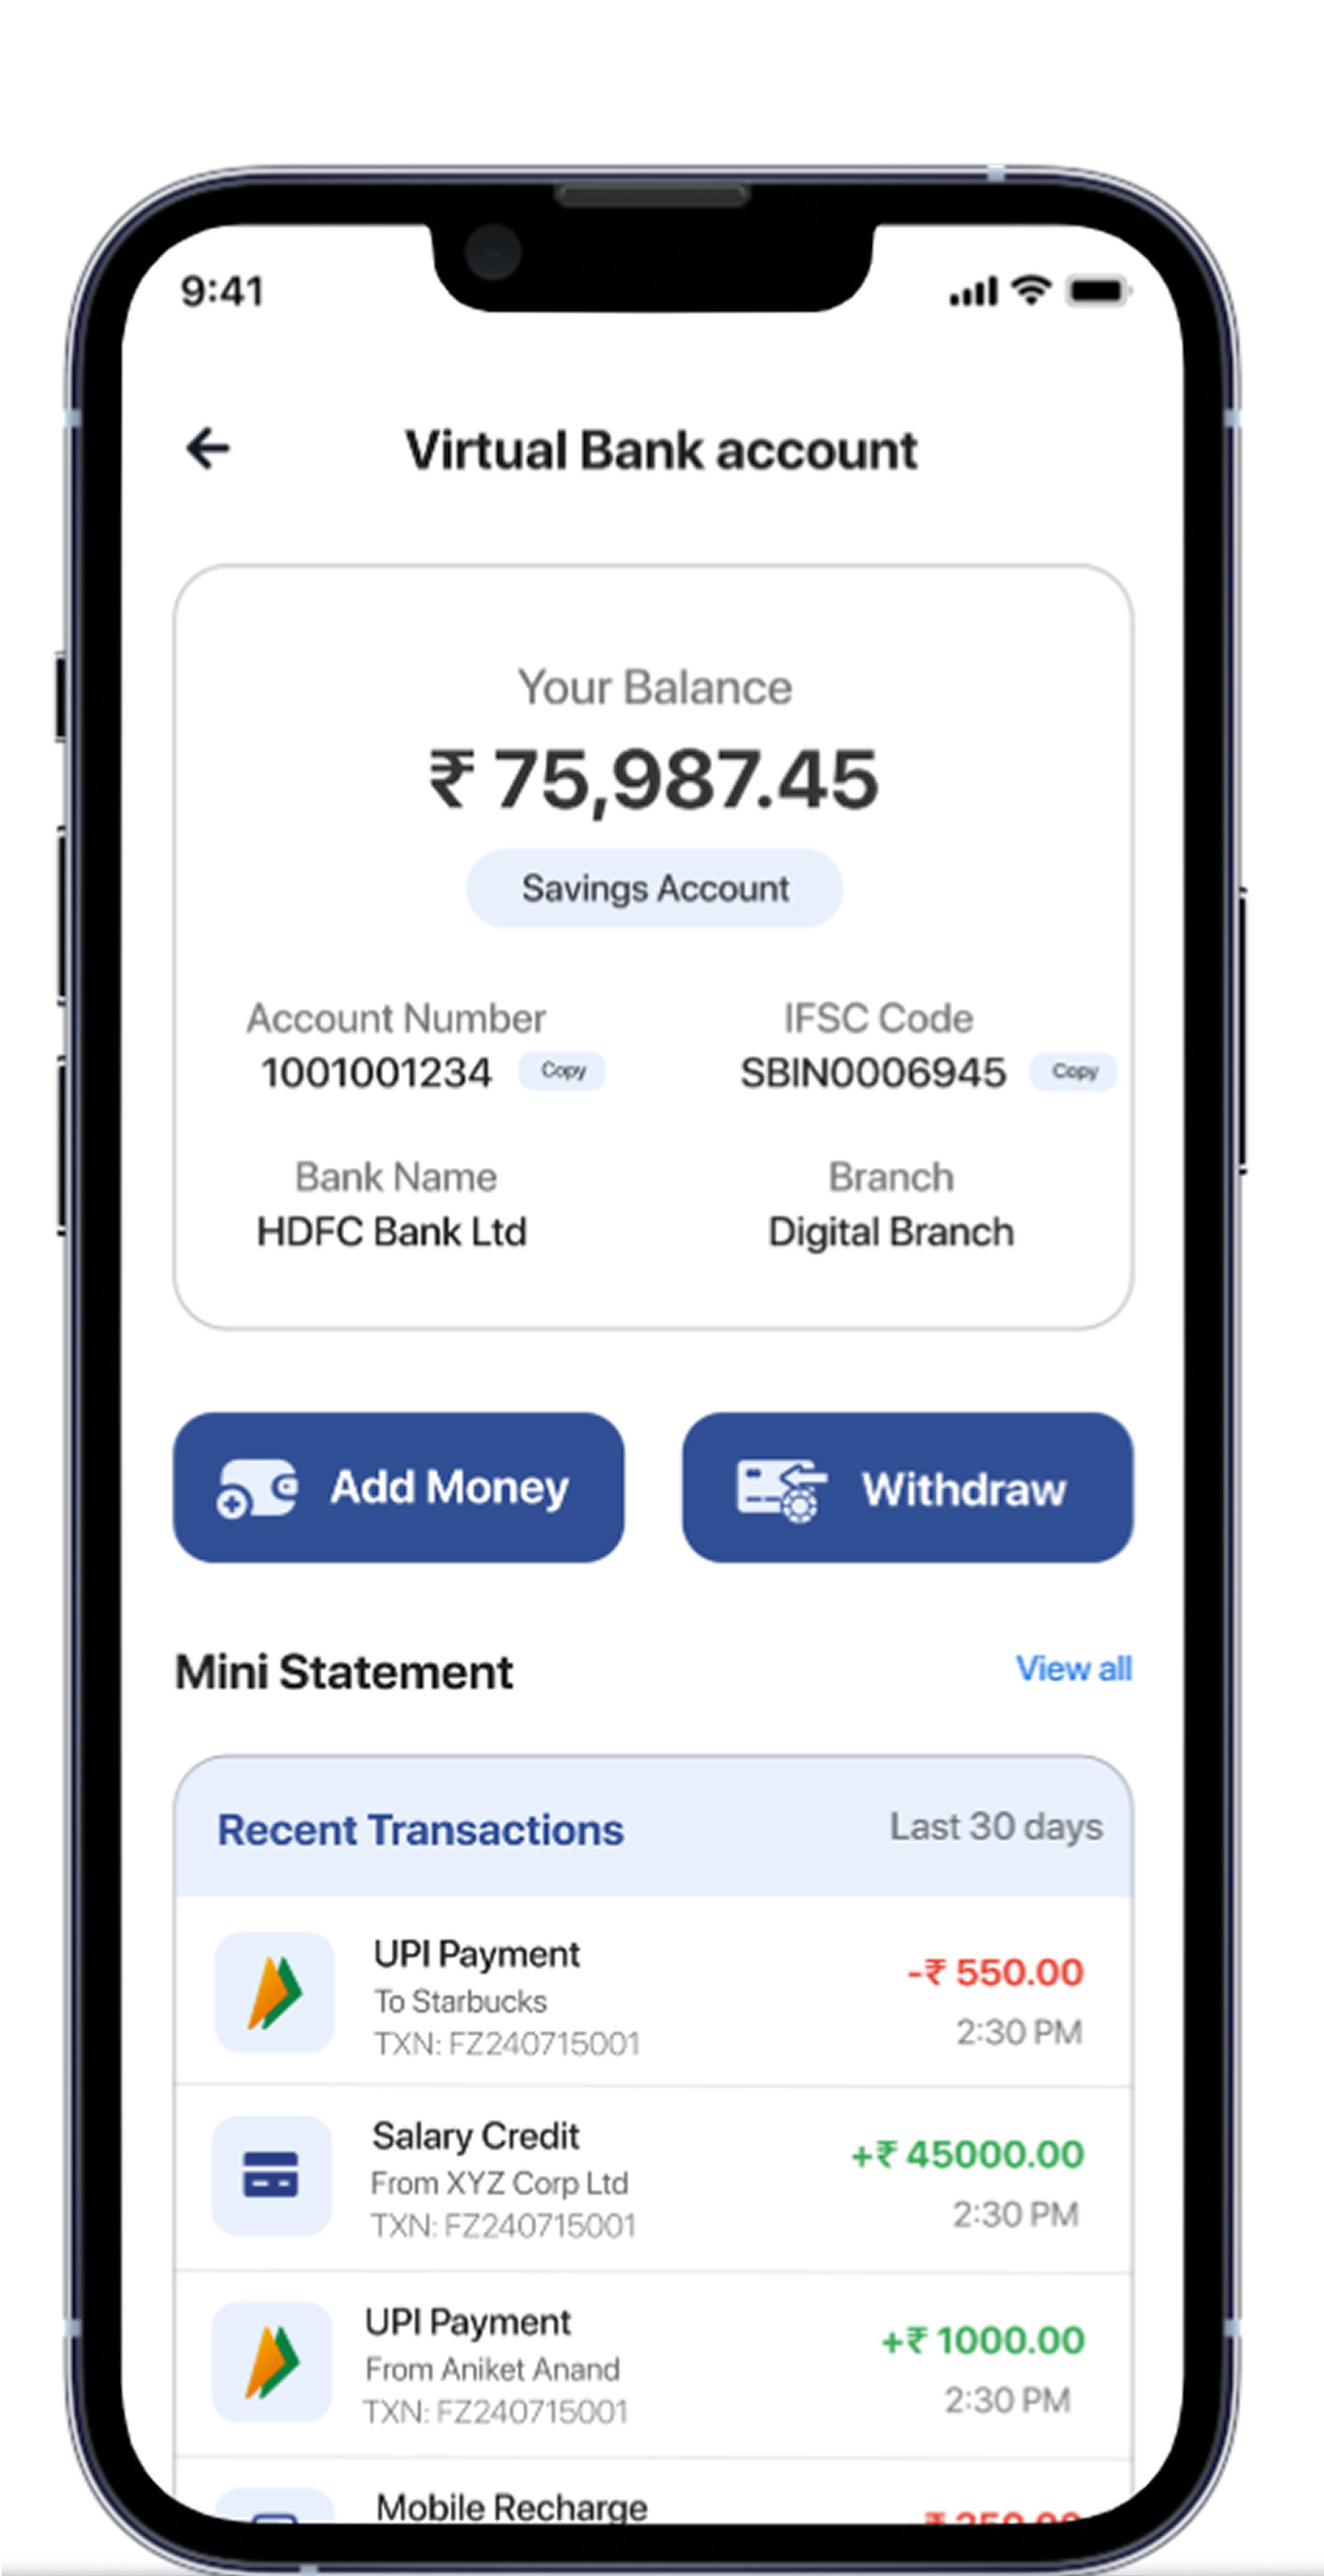 9:41
Virtual Bank account
Your Balance
₹ 75,987.45
Savings Account
Account Number
IFSC Code
1001001234 Copy
SBIN0006945 Copy
Bank Name
Branch
HDFC Bank Ltd
Digital Branch
Add Money
Withdraw
Mini Statement
View all
Recent Transactions
Last 30 days
UPI Payment
To Starbucks
TXN: FZ240715001
-₹ 550.00
2:30 PM
Salary Credit
From XYZ Corp Ltd
TXN: FZ240715001
+₹ 45000.00
2:30 PM
UPI Payment
From Aniket Anand
TXN: FZ240715001
+₹ 1000.00
2:30 PM
Mobile Recharge